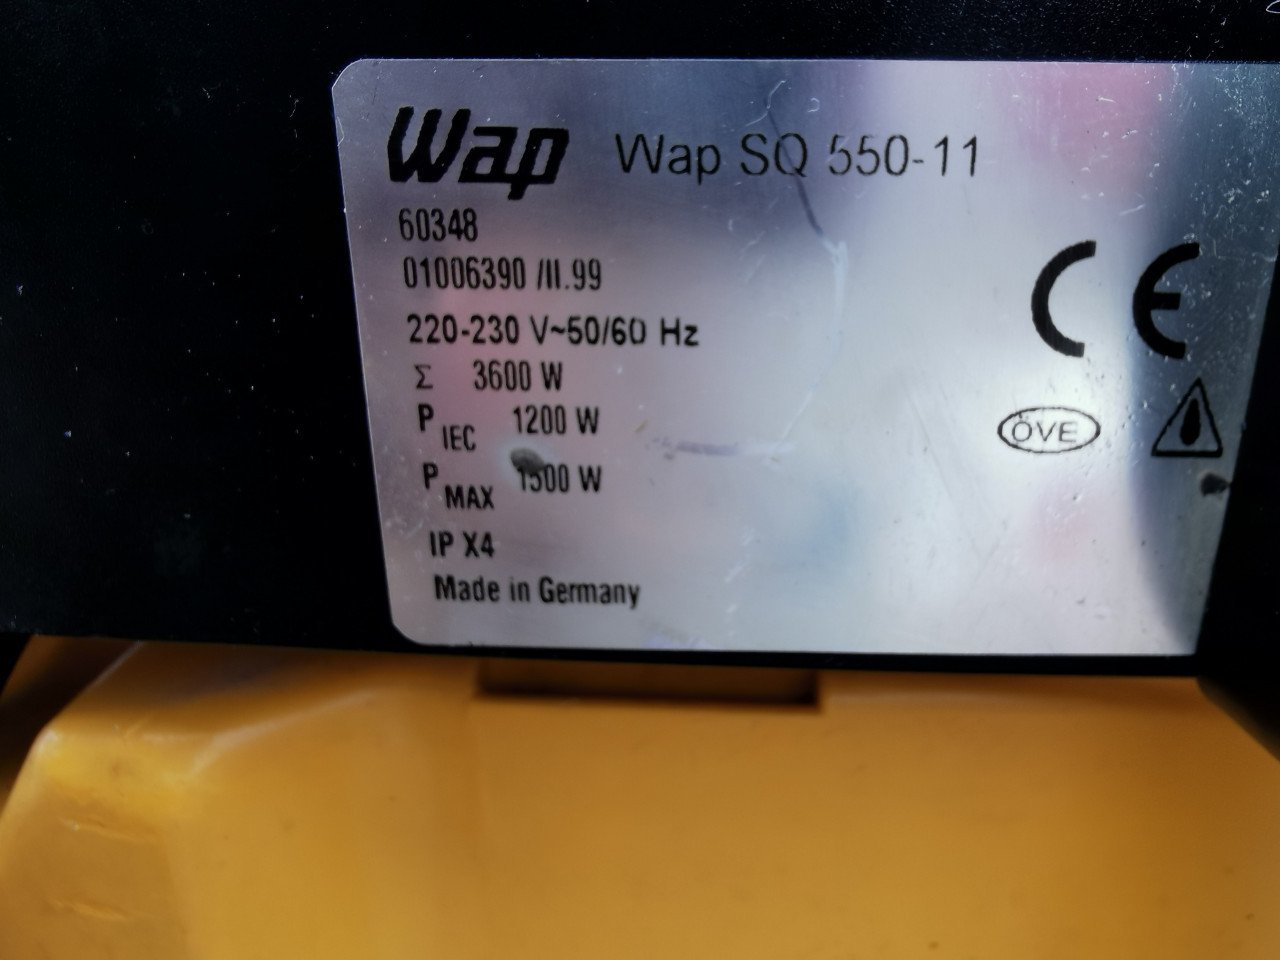 Wap Wap SQ 550-11
60348
01006390 /II.99
220-230 V~50/60 Hz
Σ 3600 W
P IEC 1200 W
P MAX 1500 W
IP X4
Made in Germany
CE
ÖVE